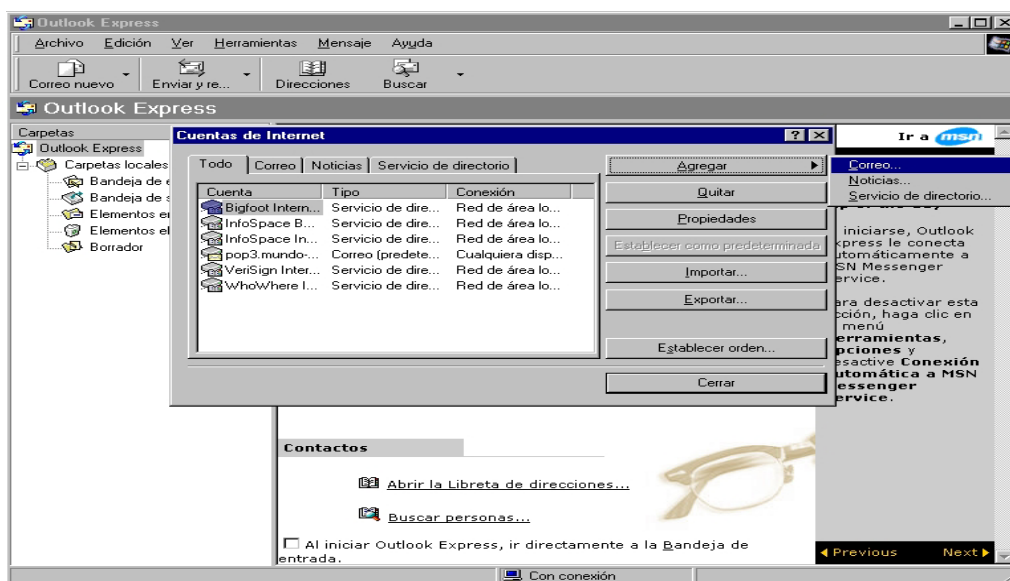 Outlook Express
Archivo Edición Ver Herramientas Mensaje Ayuda
Correo nuevo Enviar y re... Direcciones Buscar
Outlook Express
Carpetas
Outlook Express
Carpetas locales
Bandeja de
Bandeja de
Elementos
Elementos
Borrador
Cuentas de Internet
Todo Correo Noticias Servicio de directorio
Cuenta Tipo Conexión
Bigfoot Intern... Servicio de dire... Red de área lo...
InfoSpace B... Servicio de dire... Red de área lo...
InfoSpace In... Servicio de dire... Red de área lo...
pop3.mundo-... Correo (predete... Cualquiera disp...
VeriSign Inter... Servicio de dire... Red de área lo...
WhoWhere I... Servicio de dire... Red de área lo...
Agregar
Quitar
Propiedades
Establecer como predeterminada
Importar...
Exportar...
Establecer orden...
Cerrar
Correo...
Noticias...
Servicio de directorio...
Ir a msn
iniciarse, Outlook
xpress le conecta
utomáticamente a
SN Messenger
ervice.
ara desactivar esta
cción, haga clic en
menú
erramientas,
pciones y
esactive Conexión
utomática a MSN
essenger
ervice.
Contactos
Abrir la Libreta de direcciones...
Buscar personas...
Al iniciar Outlook Express, ir directamente a la Bandeja de
entrada.
Previous Next
Con conexión